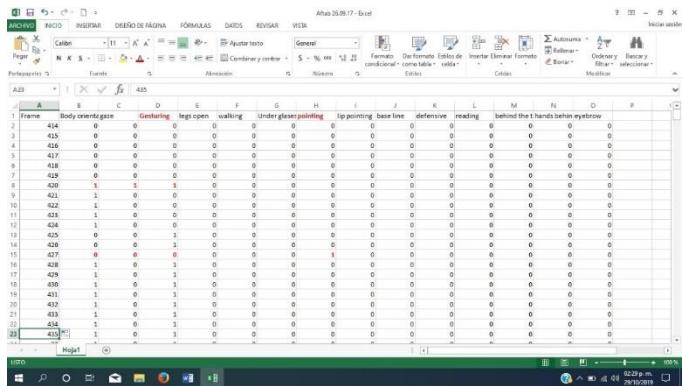 Aftab 26.09.17 - Excel
Iniciar sesión
ARCHIVO INICIO INSERTAR DISEÑO DE PÁGINA FÓRMULAS DATOS REVISAR VISTA
Calibri 11 Ajustar texto General Autosuma
Pegar Rellenar
N K S Combinar y centrar $ % 000 Formato condicional Dar formato como tabla Estilos de celda Insertar Eliminar Formato Borrar Ordenar y filtrar Buscar y seleccionar
Portapapeles Fuente Alineación Número Estilos Celdas Modificar
A23 fx 435
A B C D E F G H I J K L M N O P
1 Frame Body orienta gaze Gesturing legs open walking Under glases pointing lip pointing base line defensive reading behind the t hands behin eyebrow
2 414 0 0 0 0 0 0 0 0 0 0 0 0 0 0
3 415 0 0 0 0 0 0 0 0 0 0 0 0 0 0
4 416 0 0 0 0 0 0 0 0 0 0 0 0 0 0
5 417 0 0 0 0 0 0 0 0 0 0 0 0 0 0
6 418 0 0 0 0 0 0 0 0 0 0 0 0 0 0
7 419 0 0 0 0 0 0 0 0 0 0 0 0 0 0
8 420 1 1 1 0 0 0 0 0 0 0 0 0 0 0
9 421 1 0 0 0 0 0 0 0 0 0 0 0 0 0
10 422 1 0 0 0 0 0 0 0 0 0 0 0 0 0
11 423 1 0 0 0 0 0 0 0 0 0 0 0 0 0
12 424 1 0 0 0 0 0 0 0 0 0 0 0 0 0
13 425 0 0 1 0 0 0 0 0 0 0 0 0 0 0
14 426 0 0 1 0 0 0 0 0 0 0 0 0 0 0
15 427 0 0 0 0 0 0 1 0 0 0 0 0 0 0
16 428 1 0 1 0 0 0 0 0 0 0 0 0 0 0
17 429 1 0 1 0 0 0 0 0 0 0 0 0 0 0
18 430 1 0 1 0 0 0 0 0 0 0 0 0 0 0
19 431 1 0 1 0 0 0 0 0 0 0 0 0 0 0
20 432 1 0 1 0 0 0 0 0 0 0 0 0 0 0
21 433 1 0 1 0 0 0 0 0 0 0 0 0 0 0
22 434 1 0 1 0 0 0 0 0 0 0 0 0 0 0
23 435 1 0 1 0 0 0 0 0 0 0 0 0 0 0
Hoja1
LISTO 100%
02:29 p. m.
29/10/2019